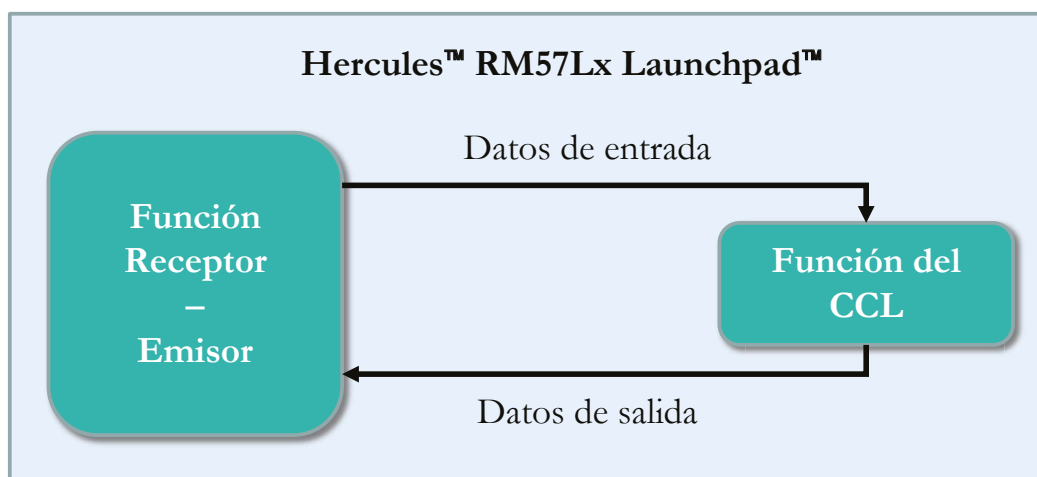 Hercules™ RM57Lx Launchpad™
Datos de entrada
Función
Receptor
–
Emisor
Función del
CCL
Datos de salida